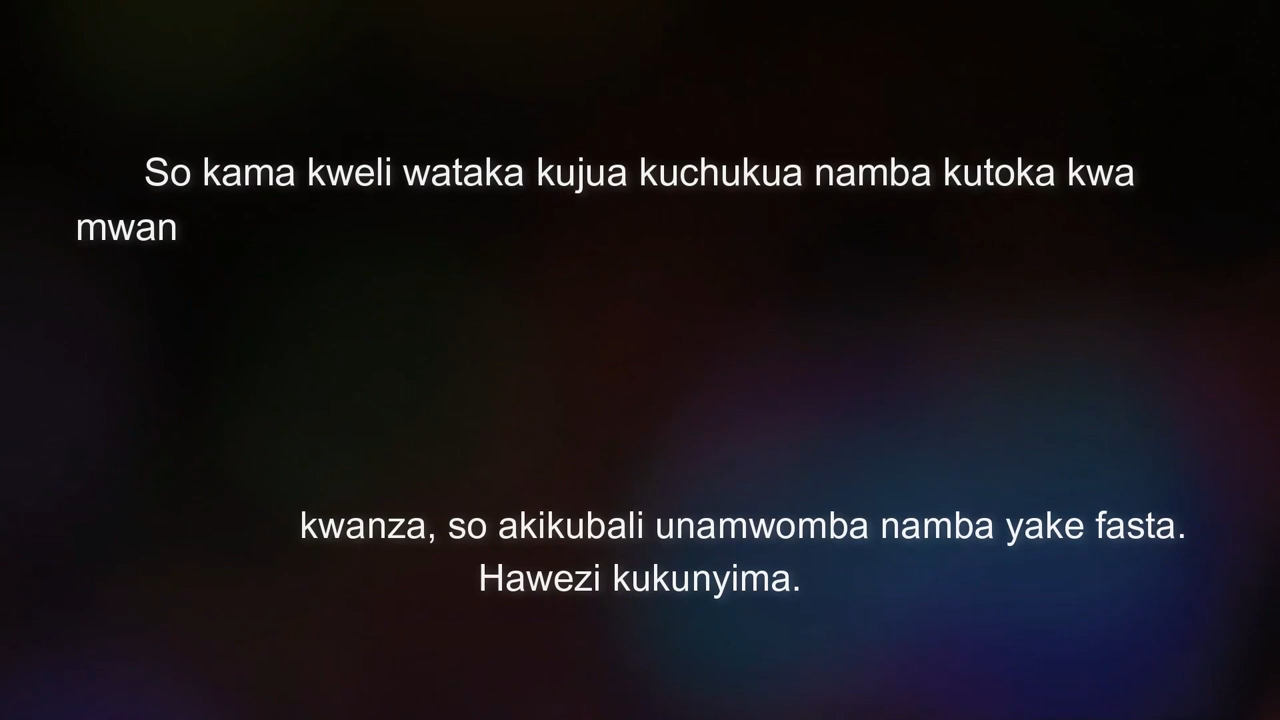 So kama kweli wataka kujua kuchukua namba kutoka kwa
mwan
kwanza, so akikubali unamwomba namba yake fasta.
Hawezi kukunyima.